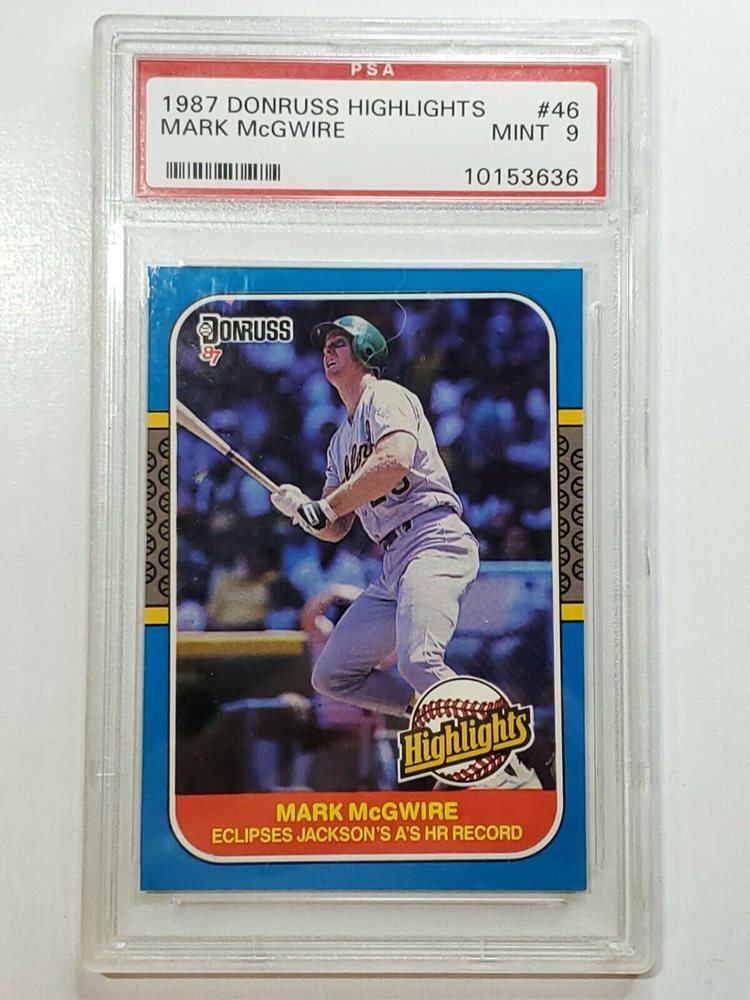 PSA
1987 DONRUSS HIGHLIGHTS #46
MARK McGWIRE MINT 9
10153636
DONRUSS
87
Highlights
MARK McGWIRE
ECLIPSES JACKSON'S A'S HR RECORD